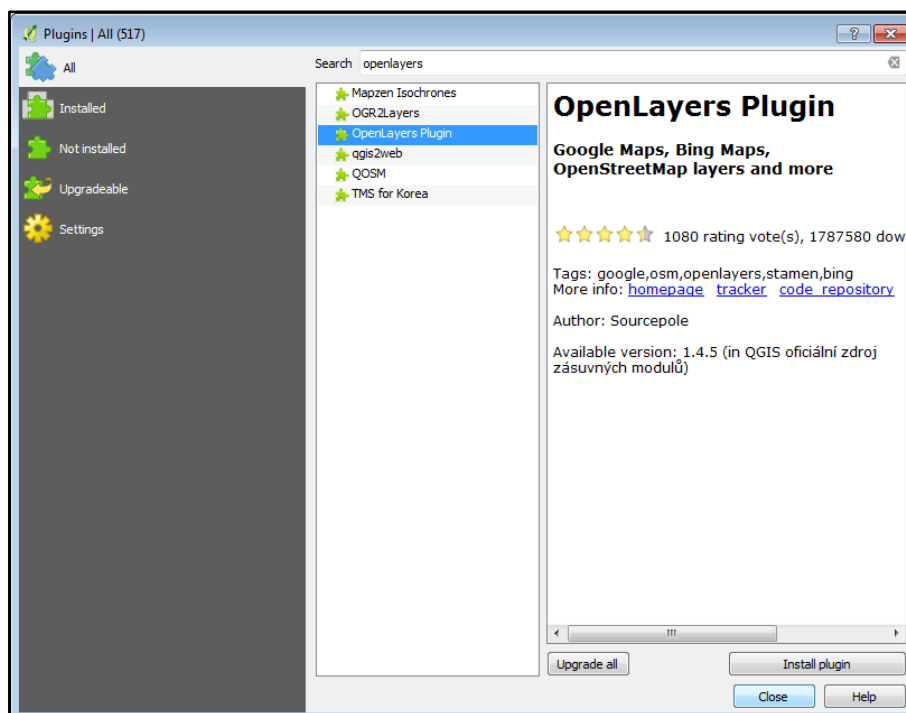 Plugins | All (517)
All
Installed
Not installed
Upgradeable
Settings
Search openlayers
Mapzen Isochrones
OGR2Layers
OpenLayers Plugin
qgis2web
QOSM
TMS for Korea
OpenLayers Plugin
Google Maps, Bing Maps,
OpenStreetMap layers and more
1080 rating vote(s), 1787580 dow
Tags: google,osm,openlayers,stamen,bing
More info: homepage tracker code_repository
Author: Sourcepole
Available version: 1.4.5 (in QGIS oficiální zdroj
zásuvných modulů)
Upgrade all
Install plugin
Close
Help